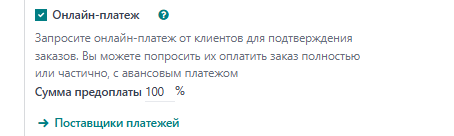 Онлайн-платеж ?
Запросите онлайн-платеж от клиентов для подтверждения
заказов. Вы можете попросить их оплатить заказ полностью
или частично, с авансовым платежом
Сумма предоплаты 100 %
→ Поставщики платежей